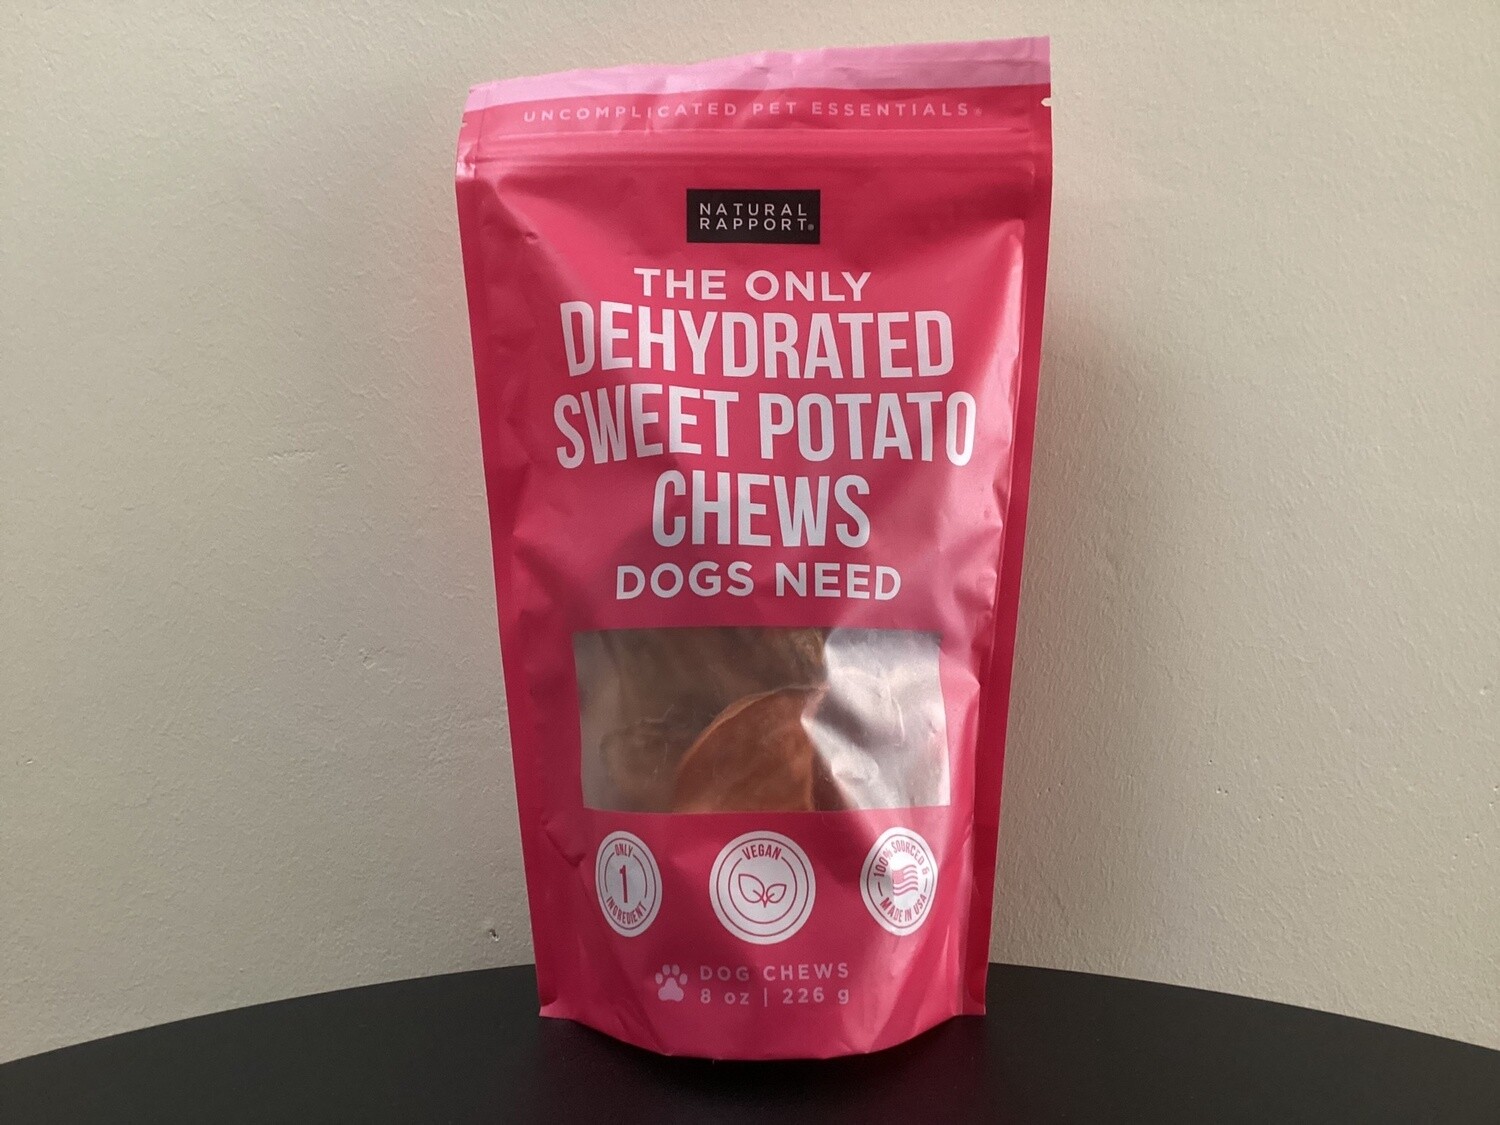 UNCOMPLICATED PET ESSENTIALS®
NATURAL
RAPPORT®
THE ONLY
DEHYDRATED
SWEET POTATO
CHEWS
DOGS NEED
ONLY
1
INGREDIENT
VEGAN
100% SOURCED &
MADE IN USA
DOG CHEWS
8 oz | 226 g